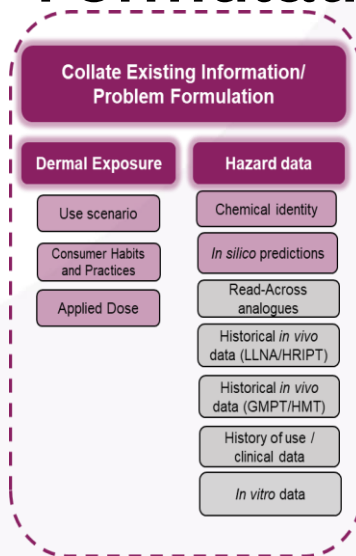 Collate Existing Information/
Problem Formulation
Dermal Exposure
Use scenario
Consumer Habits
and Practices
Applied Dose
Hazard data
Chemical identity
In silico predictions
Read-Across
analogues
Historical in vivo
data (LLNA/HRIPT)
Historical in vivo
data (GMPT/HMT)
History of use /
clinical data
In vitro data